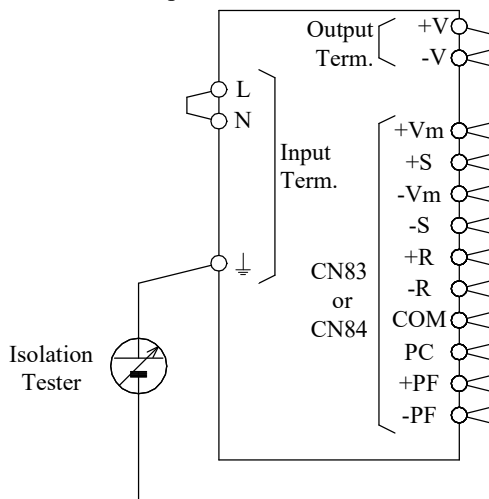 Output
Term.
+V
-V
L
N
Input
Term.
+Vm
+S
-Vm
-S
+R
-R
COM
PC
+PF
-PF
CN83
or
CN84
Isolation
Tester